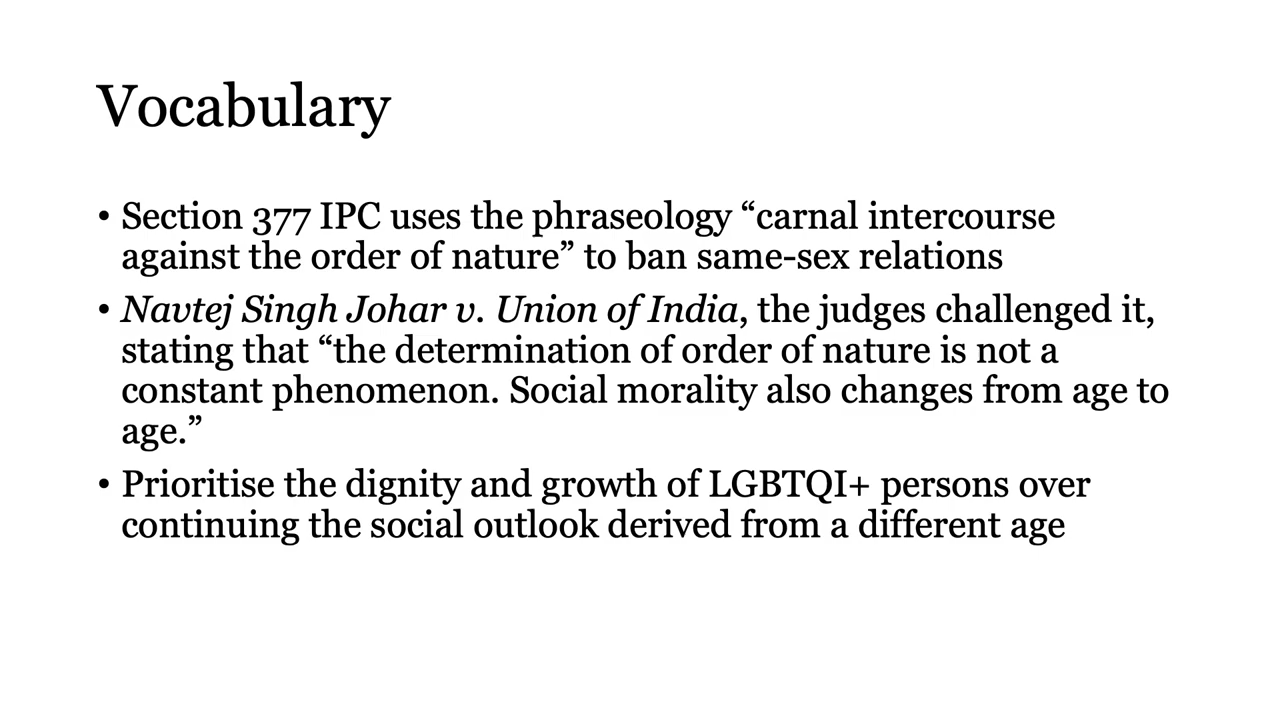 Vocabulary
• Section 377 IPC uses the phraseology “carnal intercourse
against the order of nature” to ban same-sex relations
• Navtej Singh Johar v. Union of India, the judges challenged it,
stating that “the determination of order of nature is not a
constant phenomenon. Social morality also changes from age to
age.”
• Prioritise the dignity and growth of LGBTQI+ persons over
continuing the social outlook derived from a different age